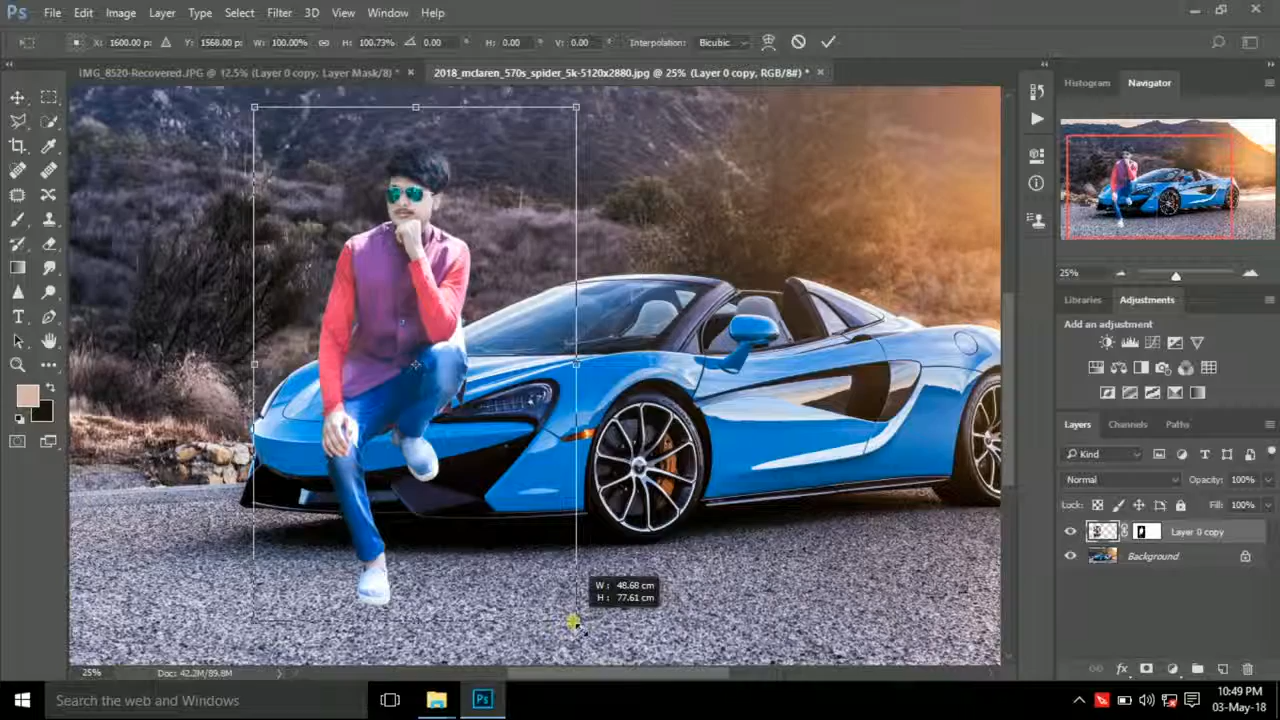 Ps File Edit Image Layer Type Select Filter 3D View Window Help
X: 1600.00 p: Y: 1568.00 p: W: 100.00% H: 100.73% 0.00 ° H: 0.00 ° V: 0.00 ° Interpolation: Bicubic
IMG_8520-Recovered.JPG @ 12.5% (Layer 0 copy, Layer Mask/8) * × 2018_mclaren_570s_spider_5k-5120x2880.jpg @ 25% (Layer 0 copy, RGB/8#) * ×
Histogram Navigator
25%
Libraries Adjustments
Add an adjustment
Layers Channels Paths
Kind
Normal Opacity: 100%
Lock: Fill: 100%
Layer 0 copy
Background
W: 48.68 cm
H: 77.61 cm
25% Doc: 42.2M/89.8M
Search the web and Windows
Ps
10:49 PM
03-May-18